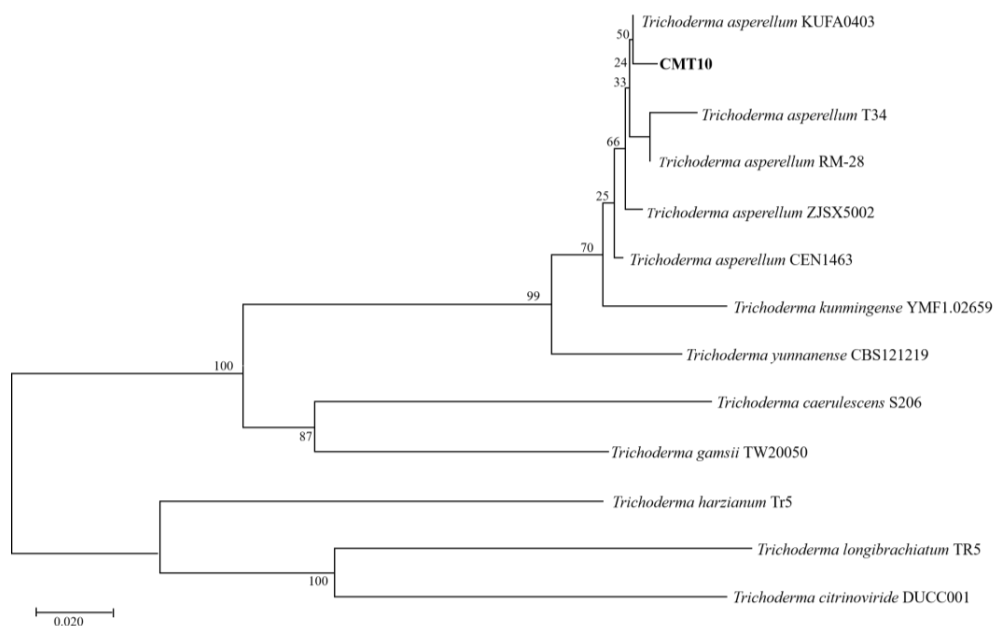 Trichoderma asperellum KUFA0403
50
24
CMT10
33
Trichoderma asperellum T34
66
Trichoderma asperellum RM-28
25
Trichoderma asperellum ZJSX5002
70
Trichoderma asperellum CEN1463
99
Trichoderma kunmingense YMF1.02659
Trichoderma yunnanense CBS121219
100
Trichoderma caerulescens S206
87
Trichoderma gamsii TW20050
Trichoderma harzianum Tr5
Trichoderma longibrachiatum TR5
100
Trichoderma citrinoviride DUCC001
0.020